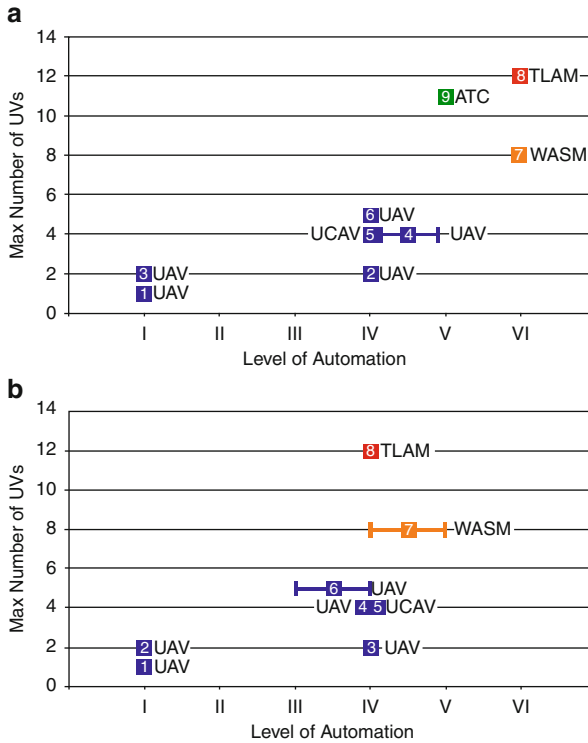 a
Max Number of UVs
14
12
10
8
6
4
2
0
8 TLAM
9 ATC
7 WASM
6 UAV
UCAV 5 4 UAV
3 UAV
2 UAV
1 UAV
I II III IV V VI
Level of Automation
b
Max Number of UVs
14
12
10
8
6
4
2
0
8 TLAM
7 WASM
6 UAV
UAV 4 5 UCAV
2 UAV
3 UAV
1 UAV
I II III IV V VI
Level of Automation